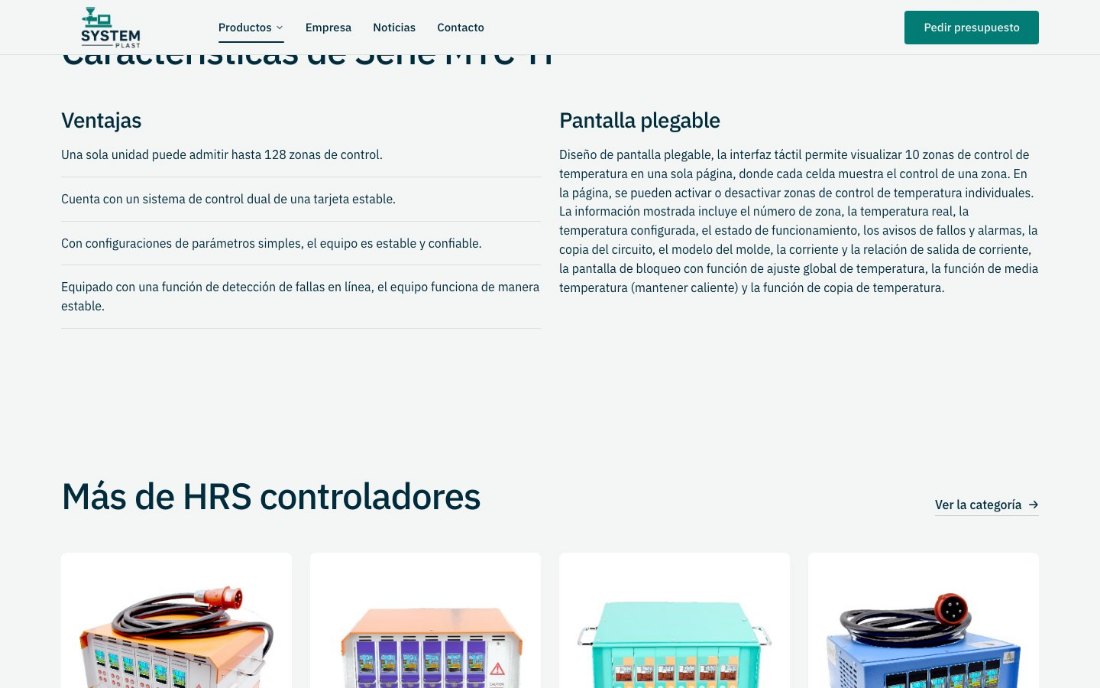 SYSTEM
PLAST
Productos
Empresa
Noticias
Contacto
Pedir presupuesto
Características de Serie MTC-H
Ventajas
Una sola unidad puede admitir hasta 128 zonas de control.
Cuenta con un sistema de control dual de una tarjeta estable.
Con configuraciones de parámetros simples, el equipo es estable y confiable.
Equipado con una función de detección de fallas en línea, el equipo funciona de manera
estable.
Pantalla plegable
Diseño de pantalla plegable, la interfaz táctil permite visualizar 10 zonas de control de
temperatura en una sola página, donde cada celda muestra el control de una zona. En
la página, se pueden activar o desactivar zonas de control de temperatura individuales.
La información mostrada incluye el número de zona, la temperatura real, la
temperatura configurada, el estado de funcionamiento, los avisos de fallos y alarmas, la
copia del circuito, el modelo del molde, la corriente y la relación de salida de corriente,
la pantalla de bloqueo con función de ajuste global de temperatura, la función de media
temperatura (mantener caliente) y la función de copia de temperatura.
Más de HRS controladores
Ver la categoría →